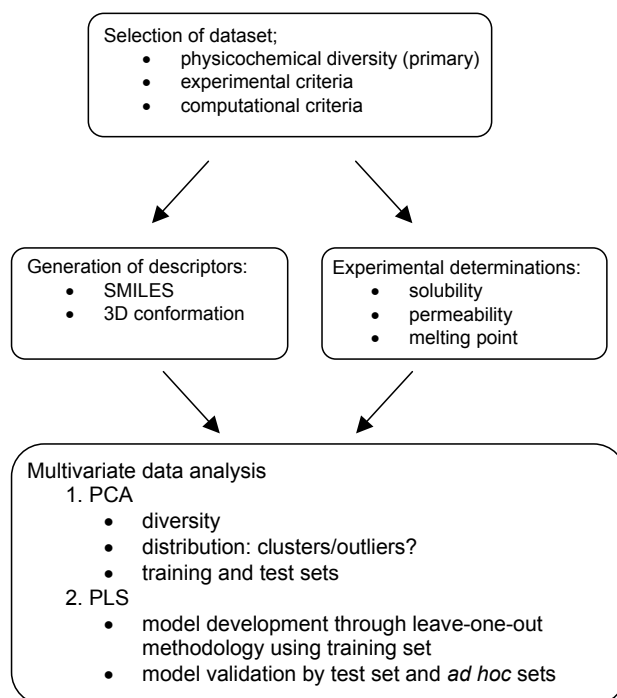 Selection of dataset;
• physicochemical diversity (primary)
• experimental criteria
• computational criteria
Generation of descriptors:
• SMILES
• 3D conformation
Experimental determinations:
• solubility
• permeability
• melting point
Multivariate data analysis
1. PCA
• diversity
• distribution: clusters/outliers?
• training and test sets
2. PLS
• model development through leave-one-out
methodology using training set
• model validation by test set and ad hoc sets